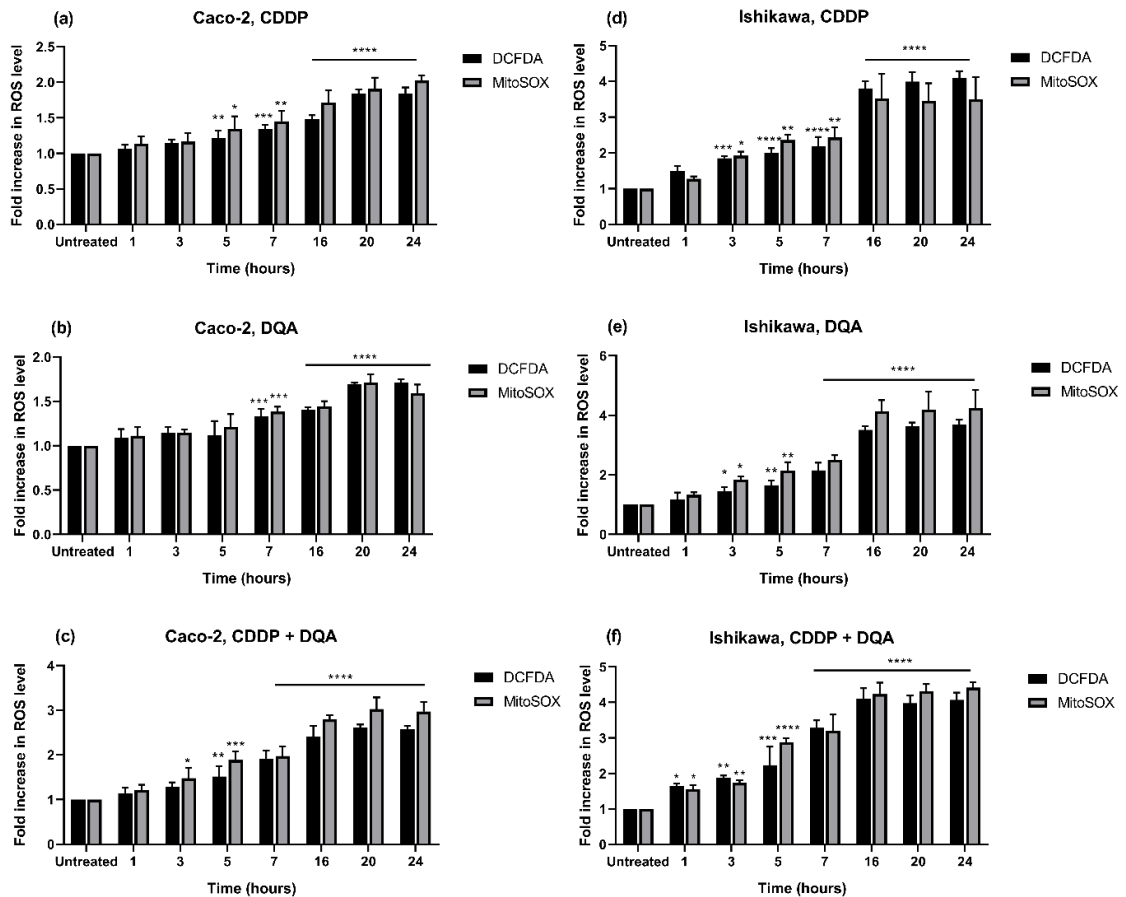 (a)
Caco-2, CDDP
Fold increase in ROS level
2.5
2.0
1.5
1.0
0.5
0.0
** * *** ** ****
Untreated 1 3 5 7 16 20 24
Time (hours)
DCFDA
MitoSOX
(d)
Ishikawa, CDDP
Fold increase in ROS level
5
4
3
2
1
0
*** * **** ** **** ** ****
Untreated 1 3 5 7 16 20 24
Time (hours)
DCFDA
MitoSOX
(b)
Caco-2, DQA
Fold increase in ROS level
2.0
1.5
1.0
0.5
0.0
*** *** ****
Untreated 1 3 5 7 16 20 24
Time (hours)
DCFDA
MitoSOX
(e)
Ishikawa, DQA
Fold increase in ROS level
6
4
2
0
* * ** ** ****
Untreated 1 3 5 7 16 20 24
Time (hours)
DCFDA
MitoSOX
(c)
Caco-2, CDDP + DQA
Fold increase in ROS level
4
3
2
1
0
* ** *** ****
Untreated 1 3 5 7 16 20 24
Time (hours)
DCFDA
MitoSOX
(f)
Ishikawa, CDDP + DQA
Fold increase in ROS level
5
4
3
2
1
0
* * ** ** *** **** ****
Untreated 1 3 5 7 16 20 24
Time (hours)
DCFDA
MitoSOX